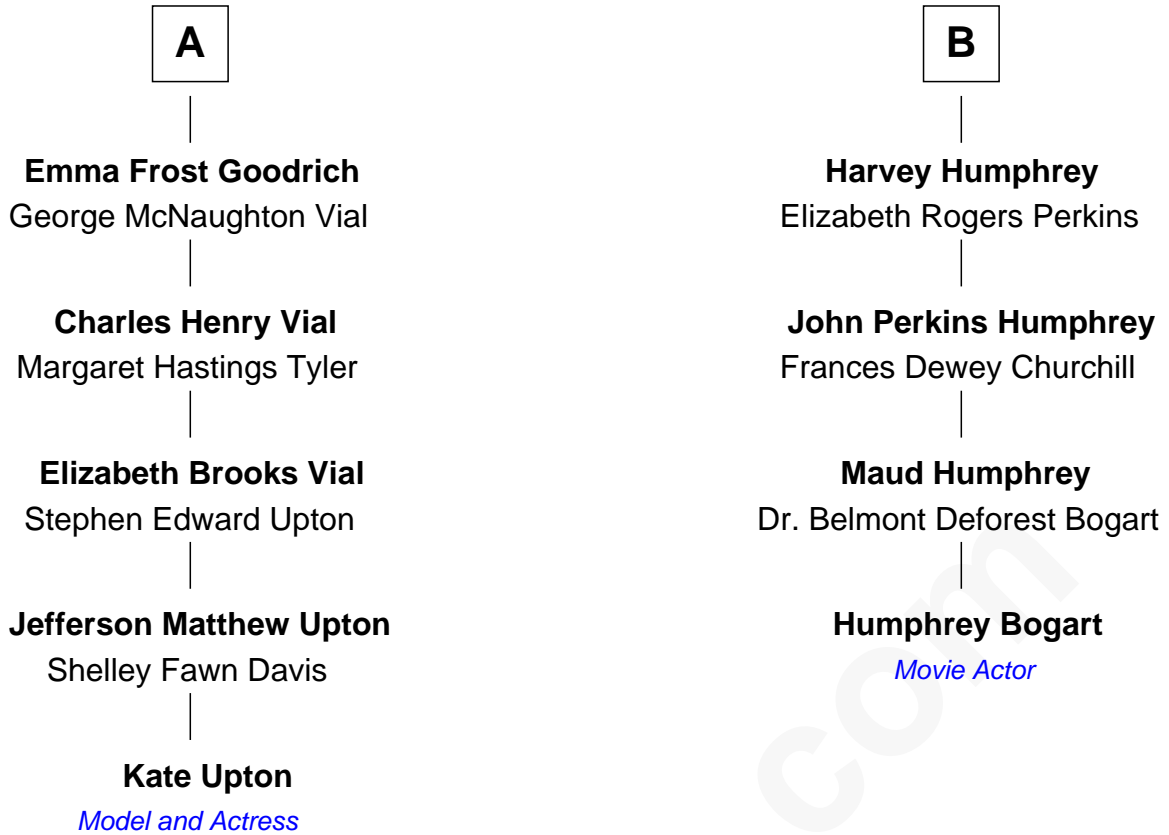 A
Emma Frost Goodrich
George McNaughton Vial
Charles Henry Vial
Margaret Hastings Tyler
Elizabeth Brooks Vial
Stephen Edward Upton
Jefferson Matthew Upton
Shelley Fawn Davis
Kate Upton
Model and Actress
B
Harvey Humphrey
Elizabeth Rogers Perkins
John Perkins Humphrey
Frances Dewey Churchill
Maud Humphrey
Dr. Belmont Deforest Bogart
Humphrey Bogart
Movie Actor
com